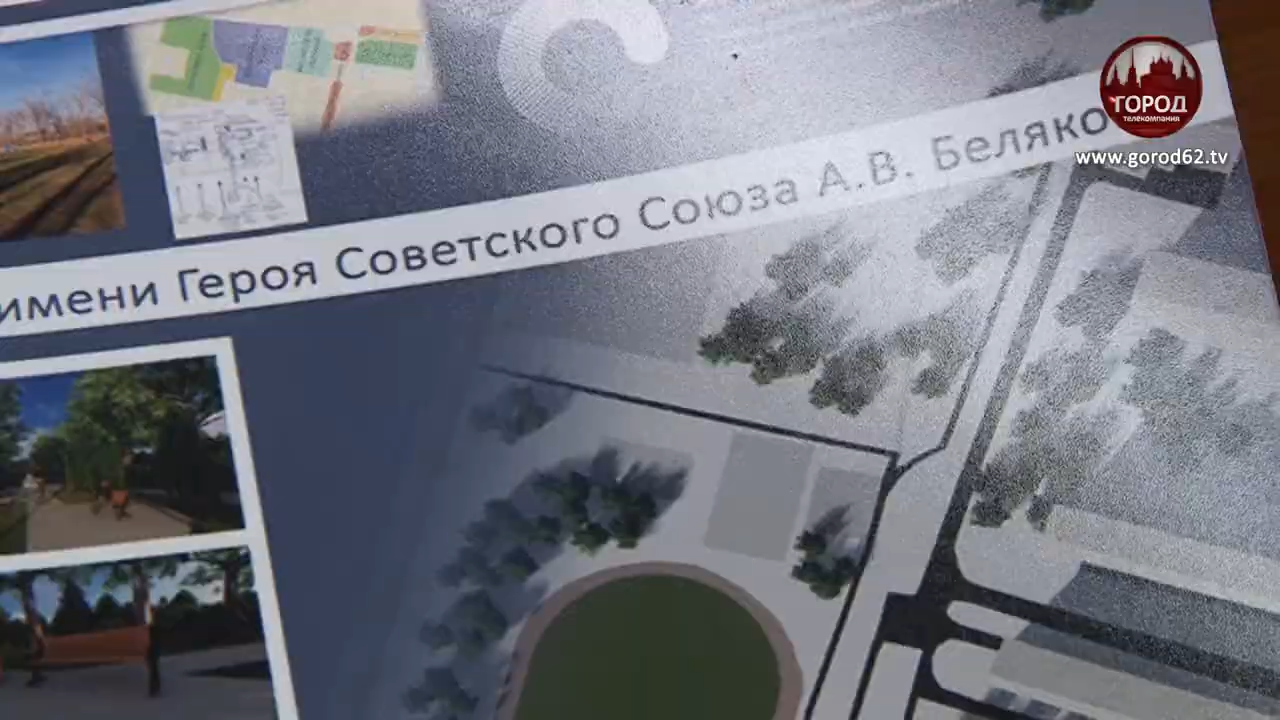 ГОРОД
телекомпания
www.gorod62.tv
имени Героя Советского Союза А.В. Беляко